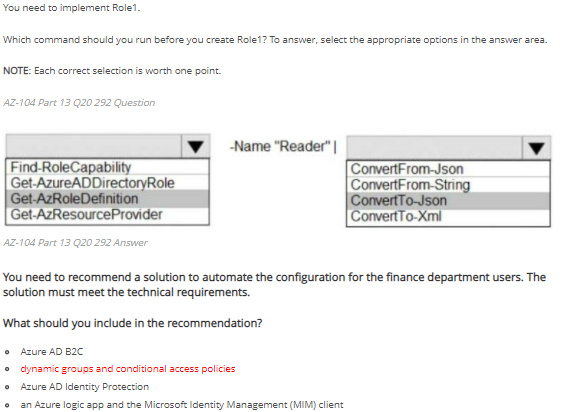 You need to implement Role1.
Which command should you run before you create Role1? To answer, select the appropriate options in the answer area.
NOTE: Each correct selection is worth one point.
AZ-104 Part 13 Q20 292 Question
-Name "Reader" |
Find-RoleCapability
Get-AzureADDirectoryRole
Get-AzRoleDefinition
Get-AzResourceProvider
ConvertFrom-Json
ConvertFrom-String
ConvertTo-Json
ConvertTo-Xml
AZ-104 Part 13 Q20 292 Answer
You need to recommend a solution to automate the configuration for the finance department users. The
solution must meet the technical requirements.
What should you include in the recommendation?
Azure AD B2C
dynamic groups and conditional access policies
Azure AD Identity Protection
an Azure logic app and the Microsoft Identity Management (MIM) client